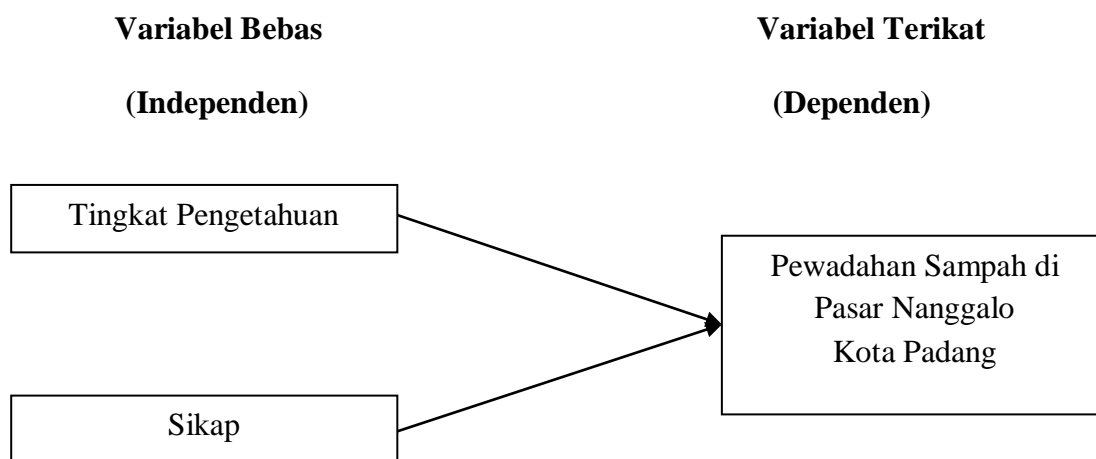 Variabel Bebas
(Independen)
Variabel Terikat
(Dependen)
Tingkat Pengetahuan
Sikap
Pewadahan Sampah di
Pasar Nanggalo
Kota Padang